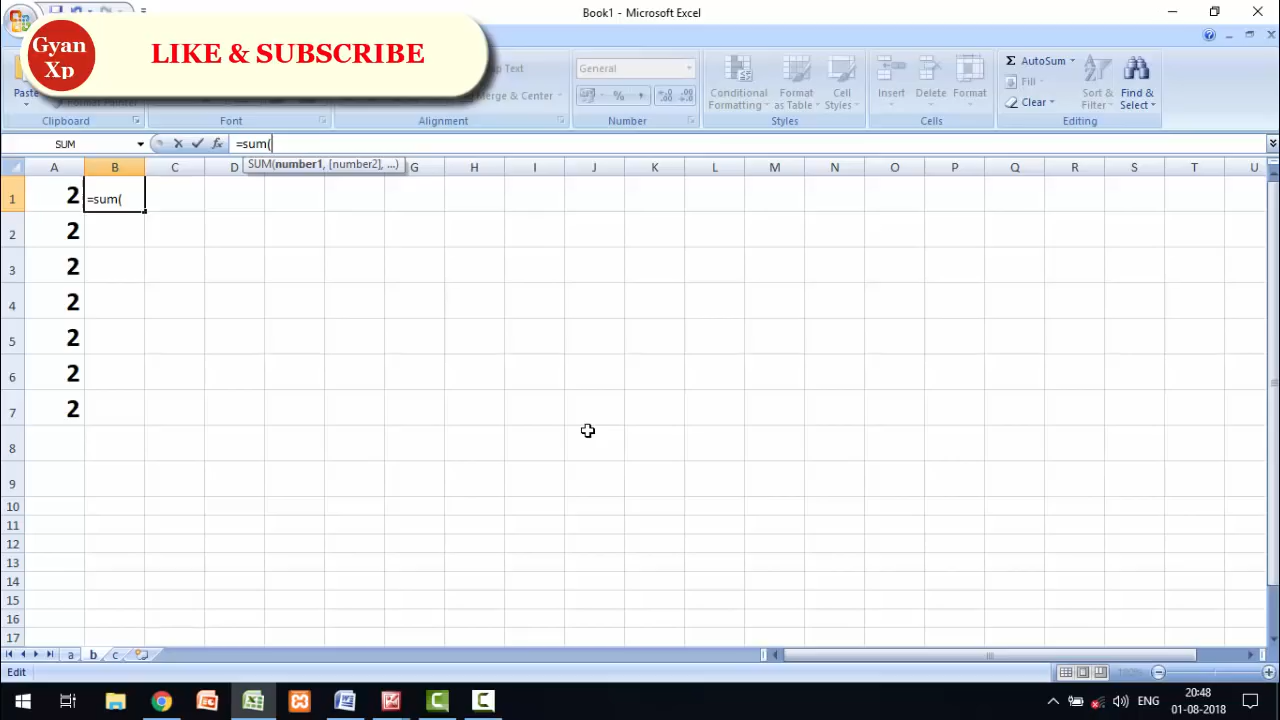 Book1 - Microsoft Excel
Gyan
Xp
LIKE & SUBSCRIBE
Paste
Format Painter
Wrap Text
Merge & Center
General
%
Conditional
Formatting
Format
as Table
Cell
Styles
Insert
Delete
Format
Σ AutoSum
Fill
Clear
Sort &
Filter
Find &
Select
Clipboard
Font
Alignment
Number
Styles
Cells
Editing
SUM
fx
=sum(
SUM(number1, [number2], ...)
A B C D G H I J K L M N O P Q R S T U
1 2 =sum(
2 2
3 2
4 2
5 2
6 2
7 2
8
9
10
11
12
13
14
15
16
17
a b c
Edit
ENG
20:48
01-08-2018